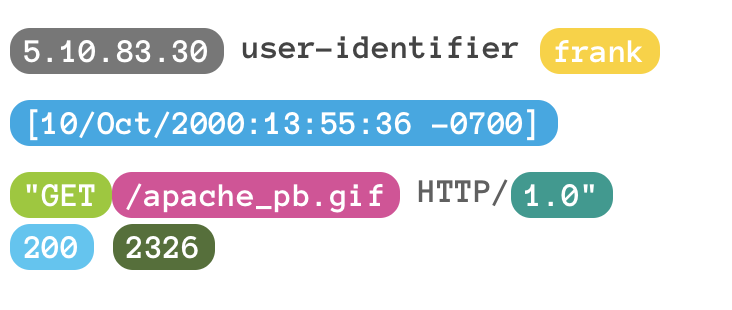 5.10.83.30 user-identifier frank
[10/Oct/2000:13:55:36 -0700]
"GET /apache_pb.gif HTTP/1.0"
200 2326